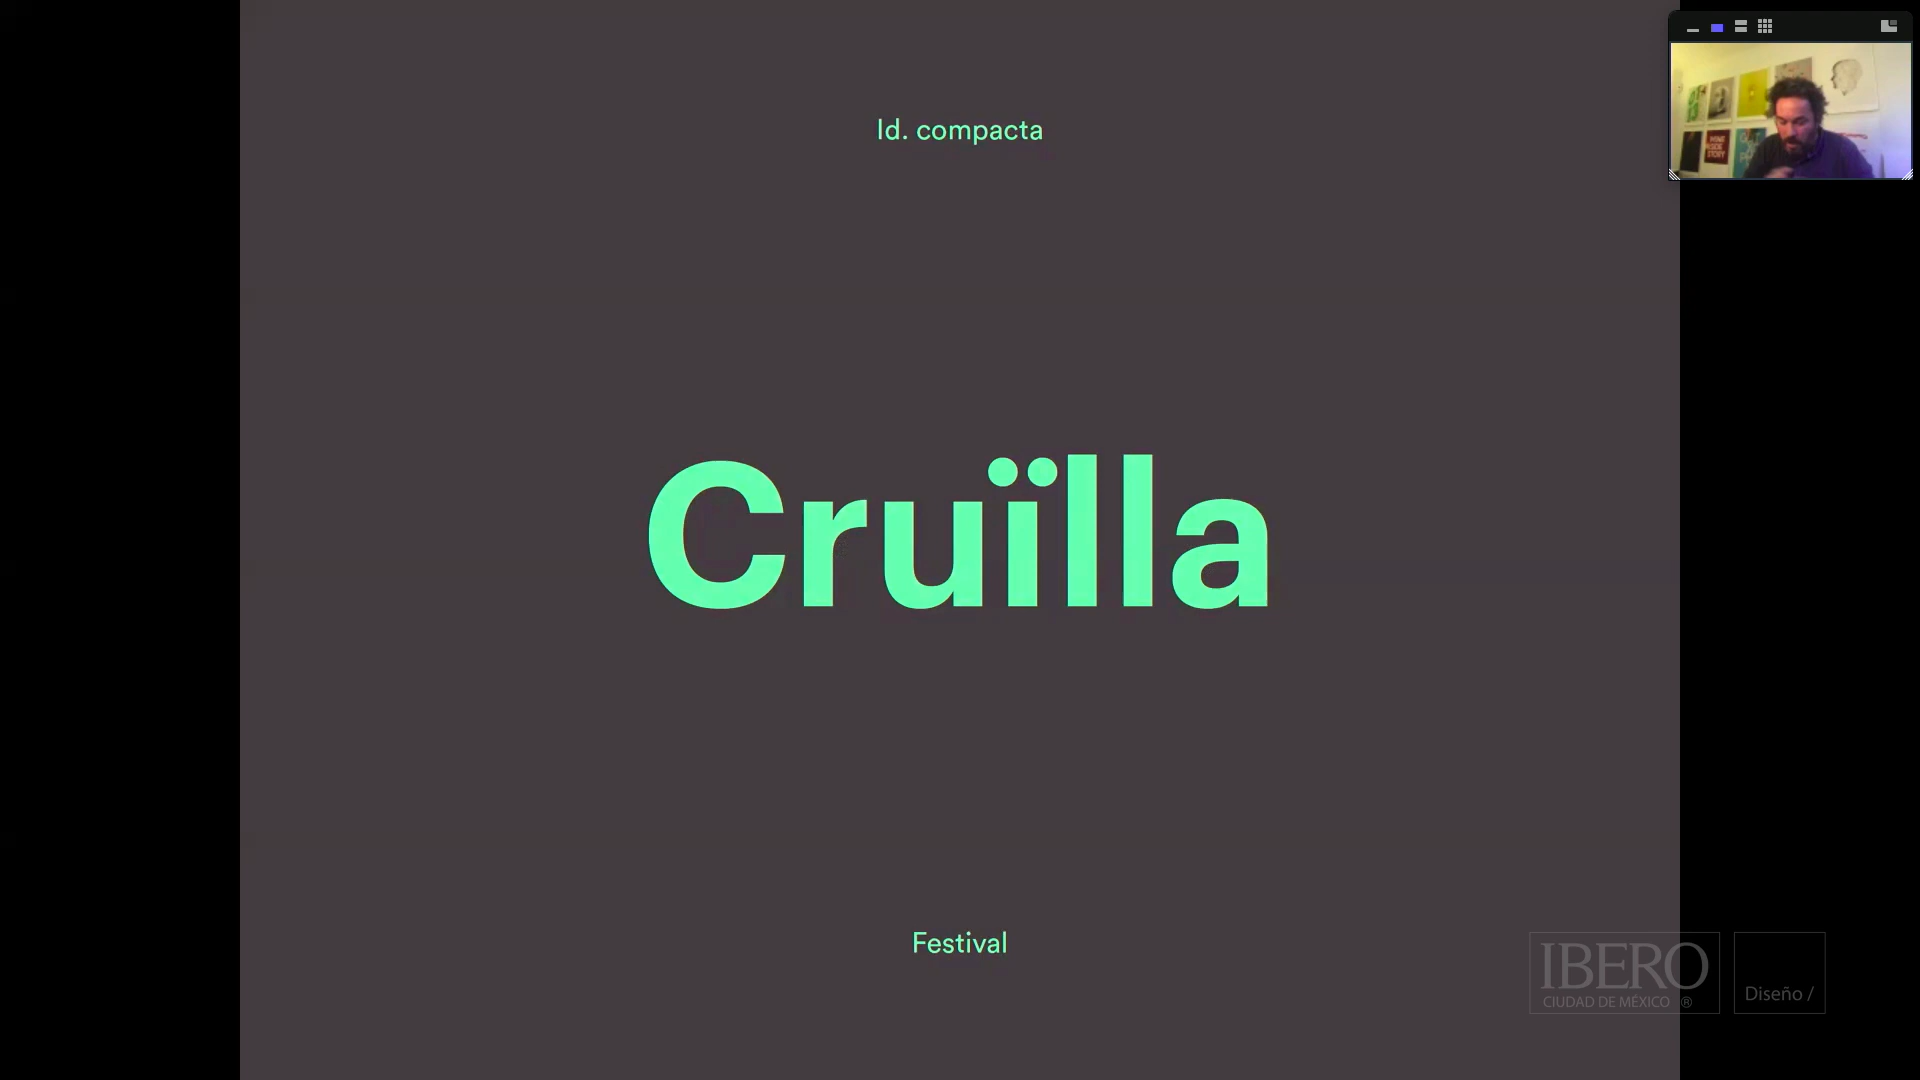 Id. compacta
Cruïlla
Festival
IBERO
CIUDAD DE MÉXICO ®
Diseño /